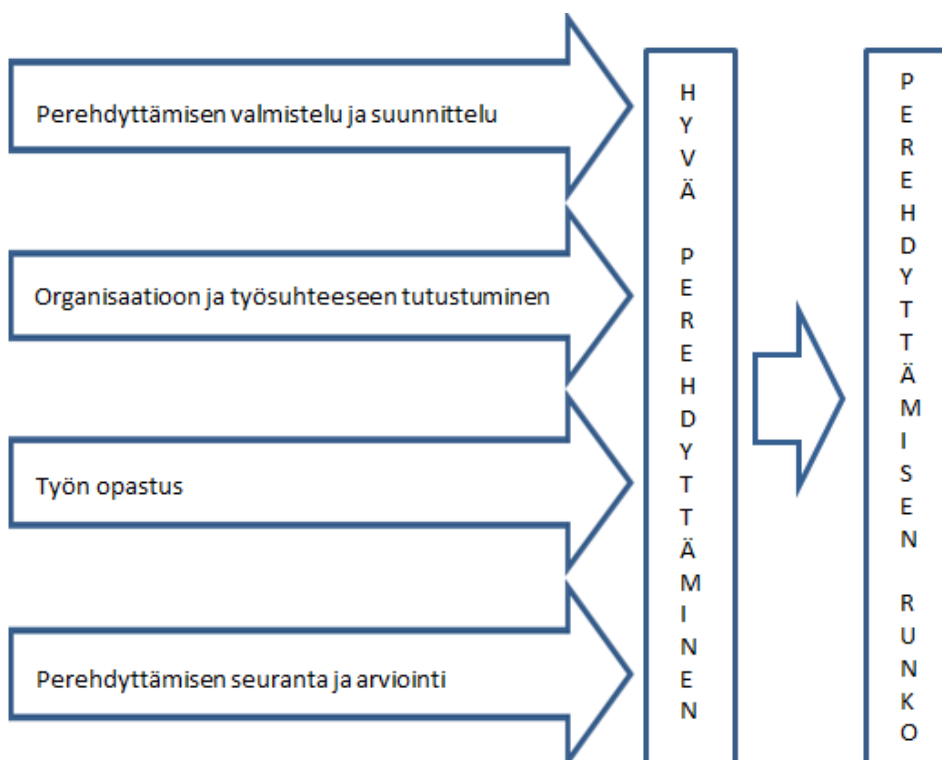 Perehdyttämisen valmistelu ja suunnittelu
Organisaatioon ja työsuhteeseen tutustuminen
Työn opastus
Perehdyttämisen seuranta ja arviointi
HYVÄ PEREHDYTTÄMINEN
PEREHDYTTÄMISEN RUNKO